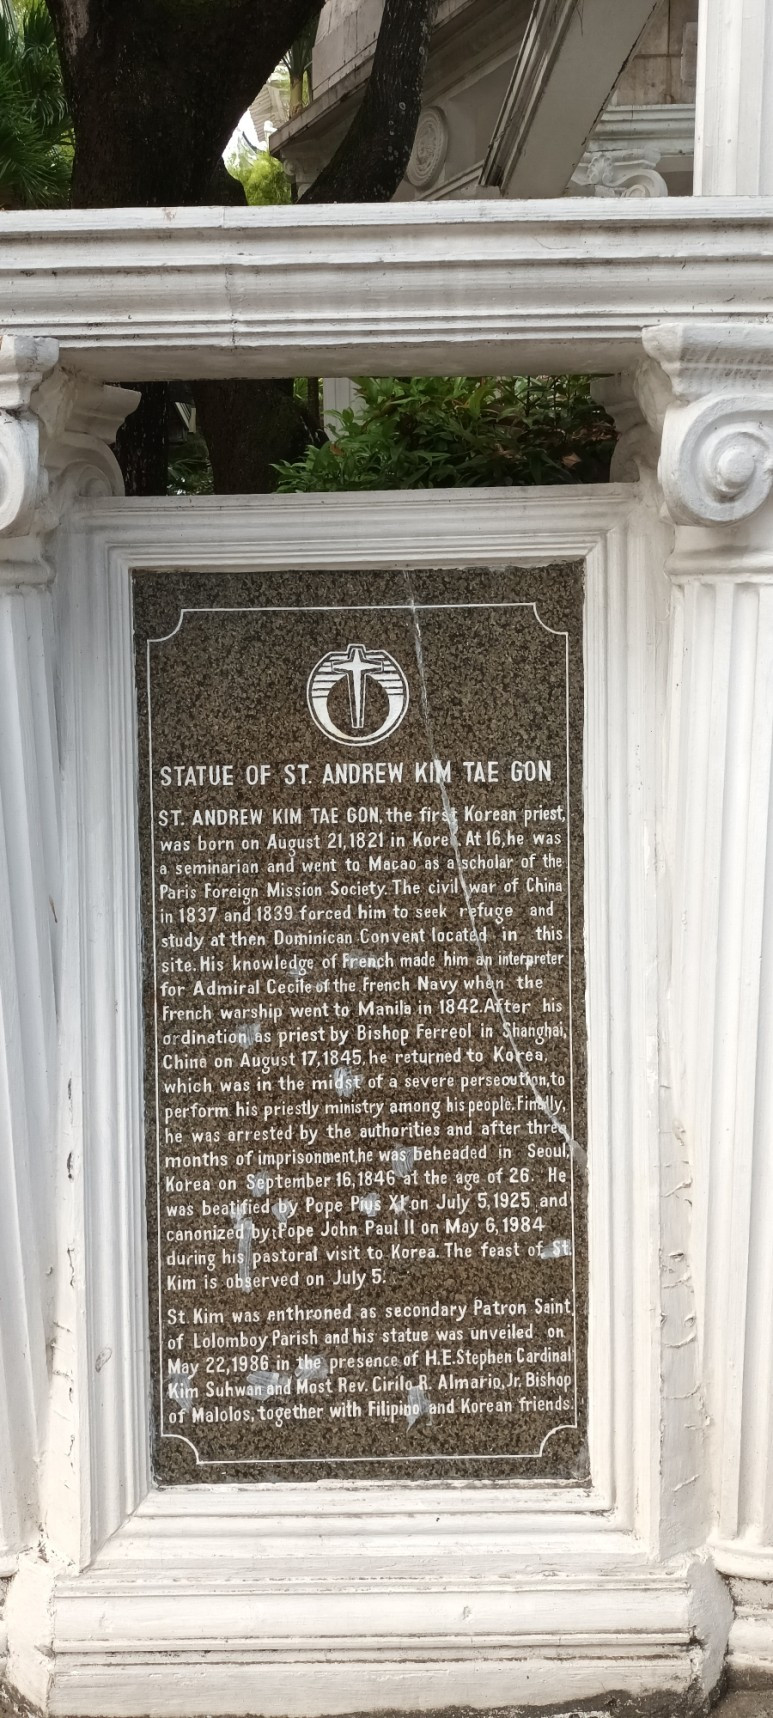 STATUE OF ST. ANDREW KIM TAE GON
ST. ANDREW KIM TAE GON, the first Korean priest,
was born on August 21, 1821 in Korea. At 16, he was
a seminarian and went to Macao as a scholar of the
Paris Foreign Mission Society. The civil war of China
in 1837 and 1839 forced him to seek refuge and
study at then Dominican Convent located in this
site. His knowledge of French made him an interpreter
for Admiral Cecile of the French Navy when the
French warship went to Manila in 1842. After his
ordination as priest by Bishop Ferreol in Shanghai,
China on August 17, 1845, he returned to Korea,
which was in the midst of a severe persecution, to
perform his priestly ministry among his people. Finally,
he was arrested by the authorities and after three
months of imprisonment, he was beheaded in Seoul,
Korea on September 16, 1846 at the age of 26. He
was beatified by Pope Pius XI on July 5, 1925 and
canonized by Pope John Paul II on May 6, 1984
during his pastoral visit to Korea. The feast of St.
Kim is observed on July 5.
St. Kim was enthroned as secondary Patron Saint
of Lolomboy Parish and his statue was unveiled on
May 22, 1986 in the presence of H.E. Stephen Cardinal
Kim Suhwan and Most Rev. Cirilo R. Almario, Jr. Bishop
of Malolos, together with Filipino and Korean friends.